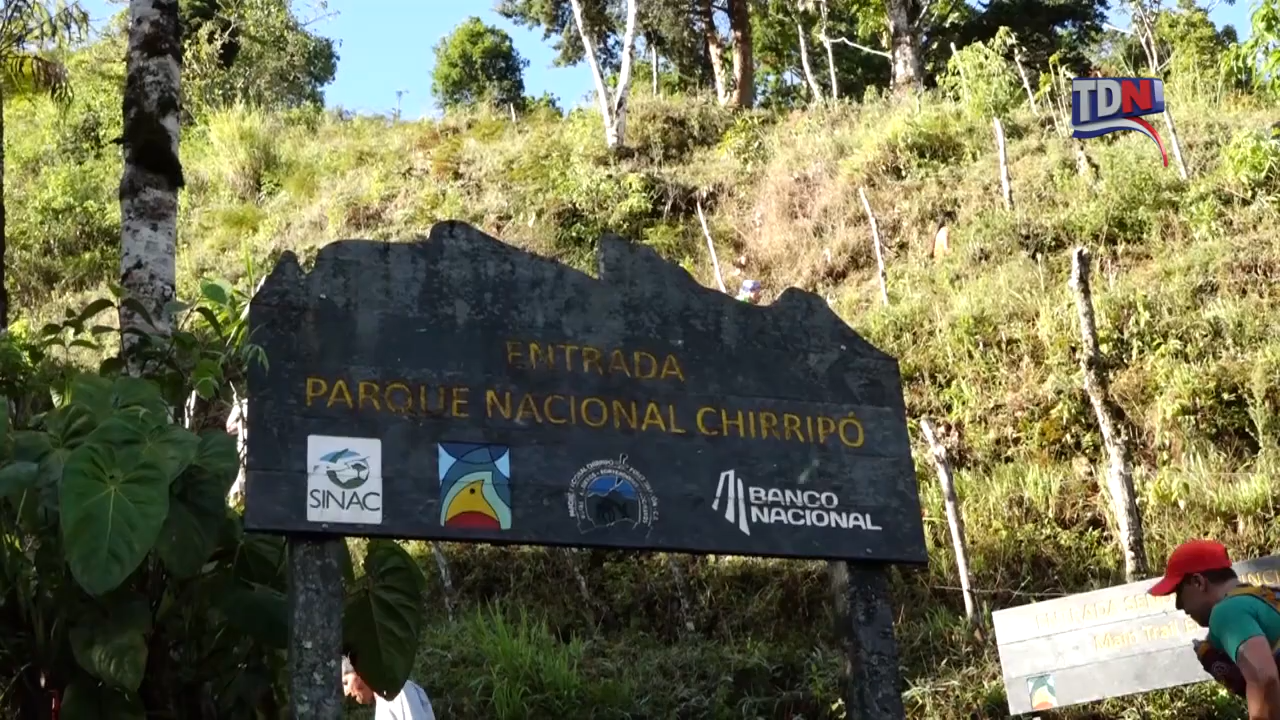 TDN
ENTRADA
PARQUE NACIONAL CHIRRIPÓ
SINAC
BANCO
NACIONAL